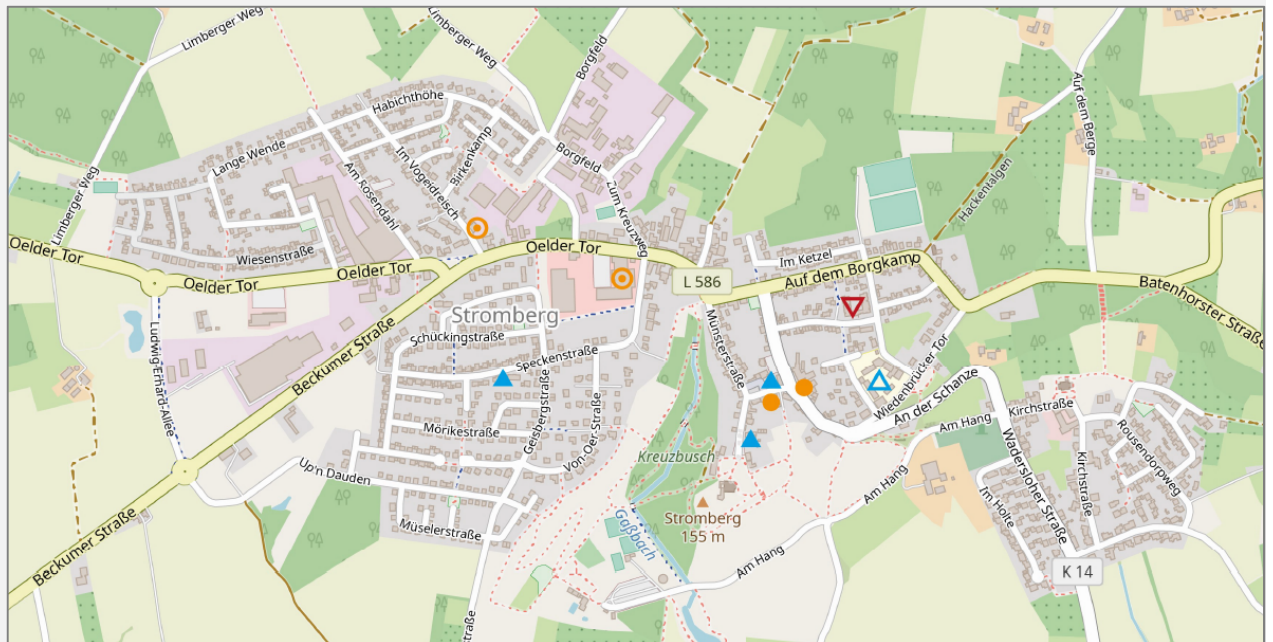 Limberger Weg
Limberger Weg
Borgfeld
Auf dem Berge
Habichthöhe
Lange Wende
Im Vogeldreisch
Birkenkamp
Borgfeld
Am Rosendahl
Zum Kreuzweg
Hackentalgen
Limberger Weg
Oelder Tor
Wiesenstraße
Oelder Tor
Oelder Tor
Oelder Tor
Im Ketzel
Auf dem Borgkamp
L 586
Batenhorster Straße
Stromberg
Schückingstraße
Speckenstraße
Münsterstraße
Ludwig-Erhard-Allee
Beckumer Straße
Geisbergstraße
Von-Oer-Straße
Mörikestraße
Wiedenbrücker Tor
An der Schanze
Am Hang
Kirchstraße
Rousendorpweg
Kirchstraße
Wadersloher Straße
Kreuzbusch
Up'n Dauden
Am Hang
Im Holte
Müselerstraße
Gaßbach
Stromberg
155 m
Am Hang
K 14
Beckumer Straße
straße